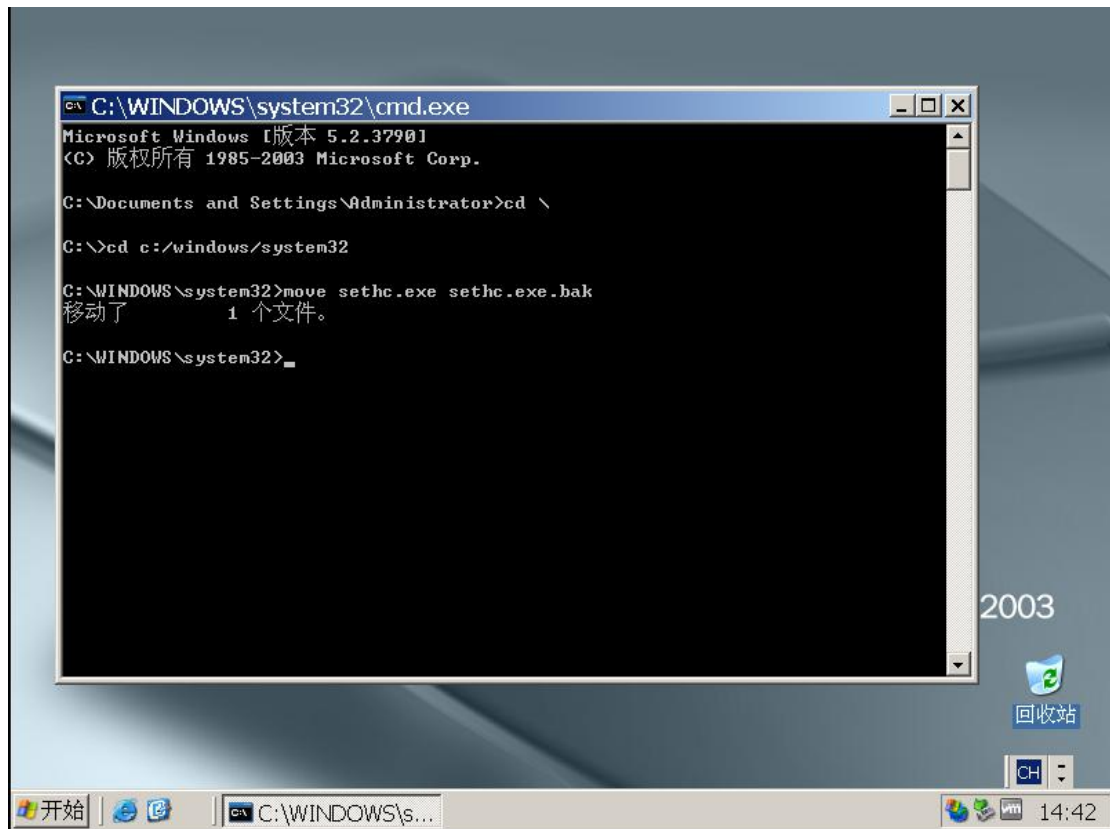 C:\WINDOWS\system32\cmd.exe
Microsoft Windows [版本 5.2.3790]
(C) 版权所有 1985-2003 Microsoft Corp.
C:\Documents and Settings\Administrator>cd \
C:\>cd c:/windows/system32
C:\WINDOWS\system32>move sethc.exe sethc.exe.bak
移动了         1 个文件。
C:\WINDOWS\system32>_
2003
回收站
CH
开始
C:\WINDOWS\s...
14:42